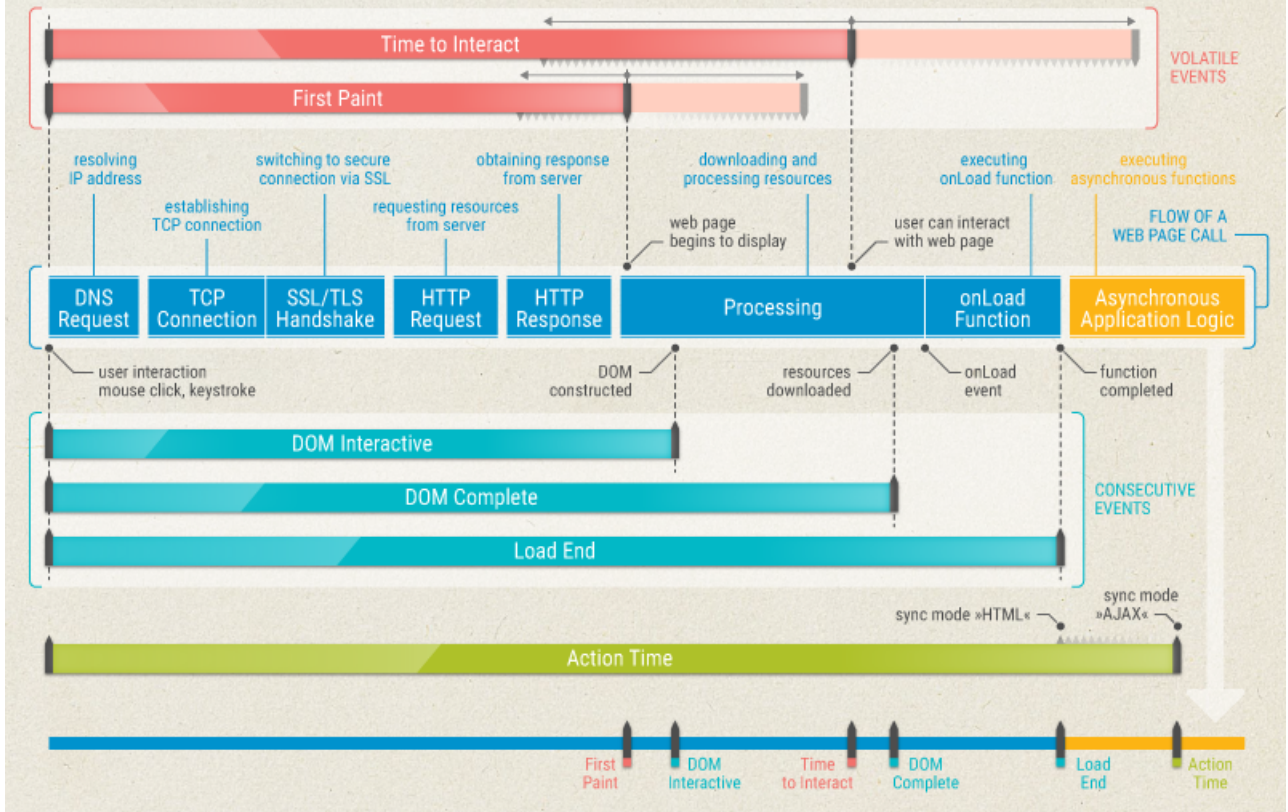 Time to Interact
First Paint
VOLATILE
EVENTS
resolving
IP address
establishing
TCP connection
switching to secure
connection via SSL
requesting resources
from server
obtaining response
from server
downloading and
processing resources
executing
onLoad function
executing
asynchronous functions
web page
begins to display
user can interact
with web page
FLOW OF A
WEB PAGE CALL
DNS
Request
TCP
Connection
SSL/TLS
Handshake
HTTP
Request
HTTP
Response
Processing
onLoad
Function
Asynchronous
Application Logic
user interaction
mouse click, keystroke
DOM
constructed
resources
downloaded
onLoad
event
function
completed
DOM Interactive
DOM Complete
Load End
CONSECUTIVE
EVENTS
sync mode »HTML«
sync mode
»AJAX«
Action Time
First
Paint
DOM
Interactive
Time
to Interact
DOM
Complete
Load
End
Action
Time